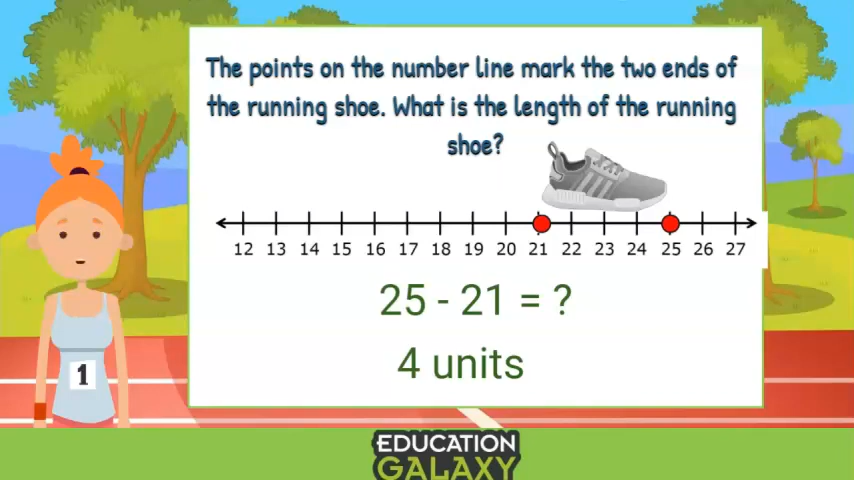 The points on the number line mark the two ends of
the running shoe. What is the length of the running
shoe?
12 13 14 15 16 17 18 19 20 21 22 23 24 25 26 27
25 - 21 = ?
4 units
1
EDUCATION
GALAXY